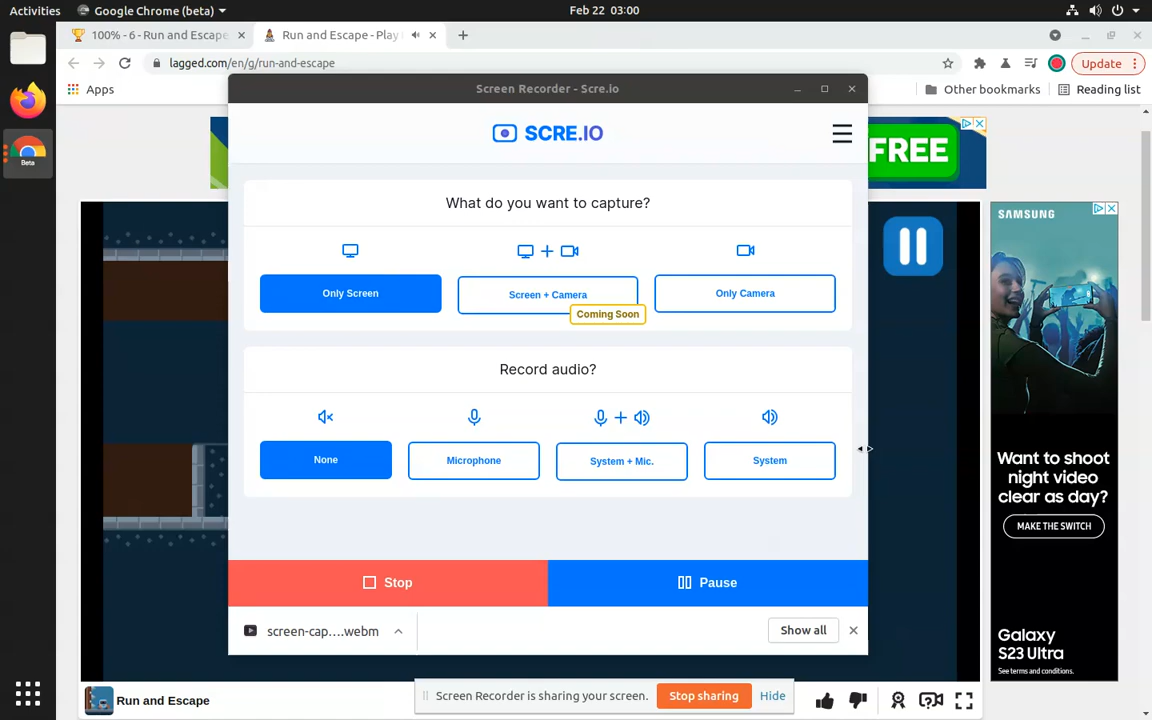 Activities Google Chrome (beta) Feb 22 03:00
100% - 6 - Run and Escape Run and Escape - Play
lagged.com/en/g/run-and-escape Update
Apps Other bookmarks Reading list
Beta
Screen Recorder - Scre.io
SCRE.IO
FREE
What do you want to capture?
Only Screen Screen + Camera Only Camera
Coming Soon
Record audio?
None Microphone System + Mic. System
Stop Pause
screen-cap....webm Show all
Screen Recorder is sharing your screen. Stop sharing Hide
Run and Escape
SAMSUNG
Want to shoot
night video
clear as day?
MAKE THE SWITCH
Galaxy
S23 Ultra
See terms and conditions.